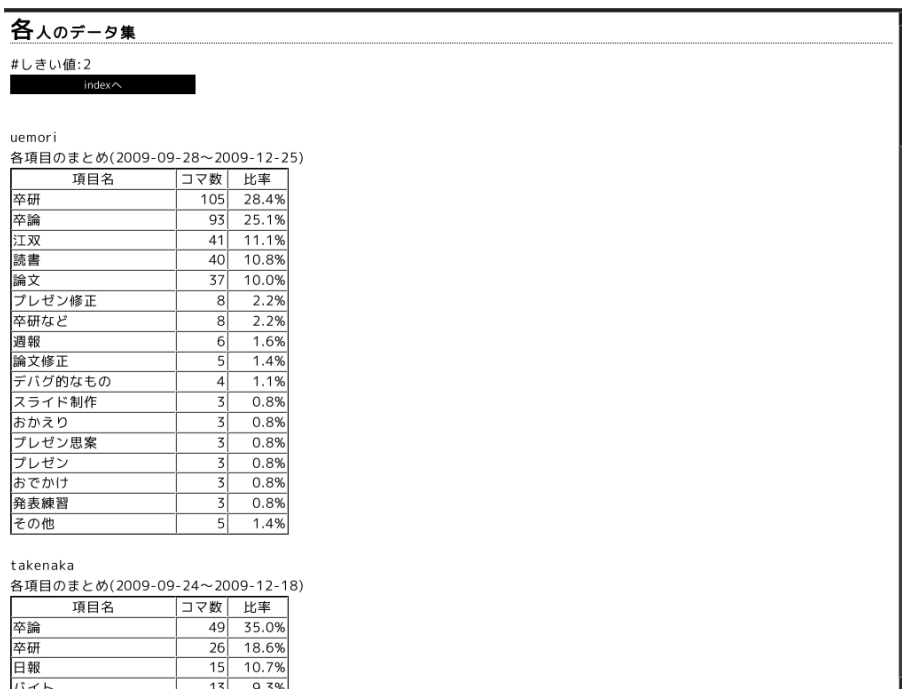 各人のデータ集
#しきい値:2
indexへ
uemori
各項目のまとめ(2009-09-28～2009-12-25)
項目名 コマ数 比率
卒研 105 28.4%
卒論 93 25.1%
江双 41 11.1%
読書 40 10.8%
論文 37 10.0%
プレゼン修正 8 2.2%
卒研など 8 2.2%
週報 6 1.6%
論文修正 5 1.4%
デバグ的なもの 4 1.1%
スライド制作 3 0.8%
おかえり 3 0.8%
プレゼン思案 3 0.8%
プレゼン 3 0.8%
おでかけ 3 0.8%
発表練習 3 0.8%
その他 5 1.4%
takenaka
各項目のまとめ(2009-09-24～2009-12-18)
項目名 コマ数 比率
卒論 49 35.0%
卒研 26 18.6%
日報 15 10.7%
バイト 13 9.3%